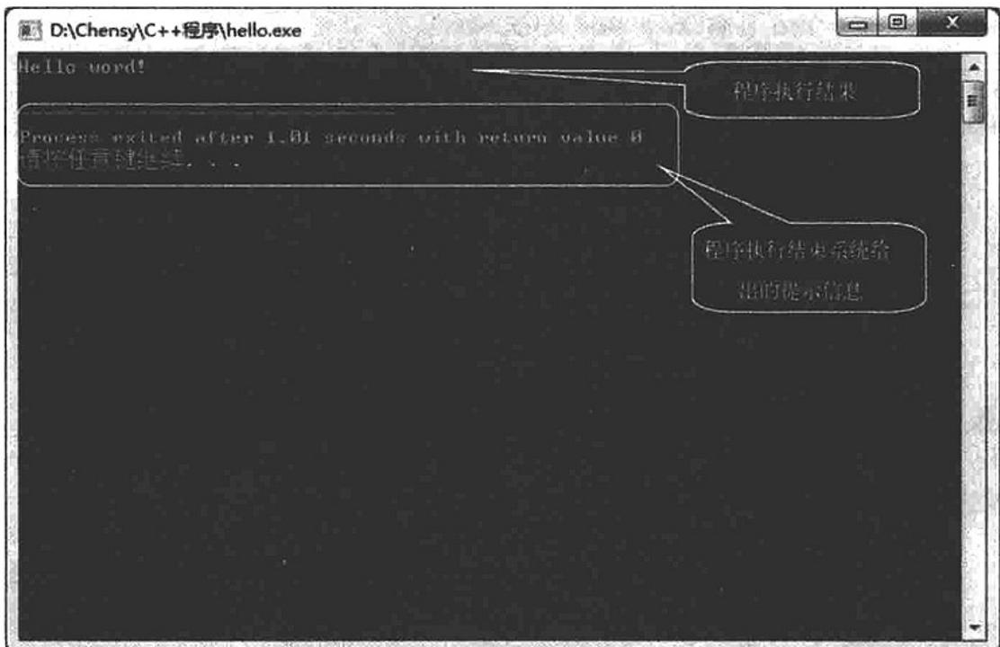 D:\Chensy\C++程序\hello.exe
Hello word!
程序执行结果
--------------------------------
Process exited after 1.01 seconds with return value 0
请按任意键继续. . .
程序执行结束系统给
出的提示信息